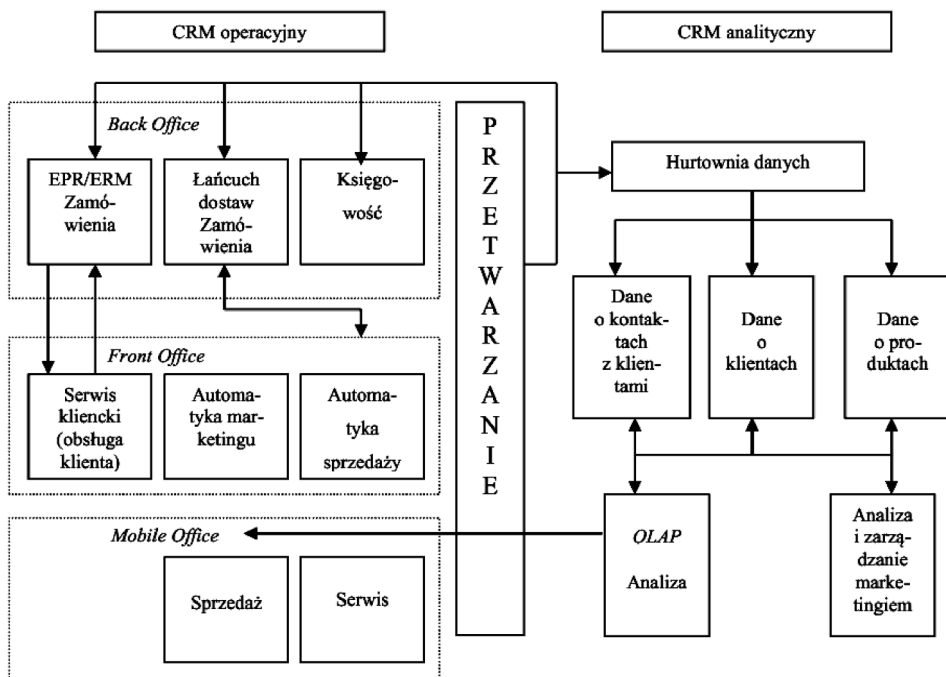 CRM operacyjny
CRM analityczny
Back Office
EPR/ERM
Zamó-
wienia
Łańcuch
dostaw
Zamó-
wienia
Księgo-
wość
P
R
Z
E
T
W
A
R
Z
A
N
I
E
Hurtownia danych
Dane
o kontak-
tach
z klien-
tami
Dane
o
klientach
Dane
o pro-
duktach
Front Office
Serwis
kliencki
(obsługa
klienta)
Automa-
tyka mar-
ketingu
Automa-
tyka
sprzedaży
Mobile Office
Sprzedaż
Serwis
OLAP
Analiza
Analiza
i zarzą-
dzanie
marke-
tingiem